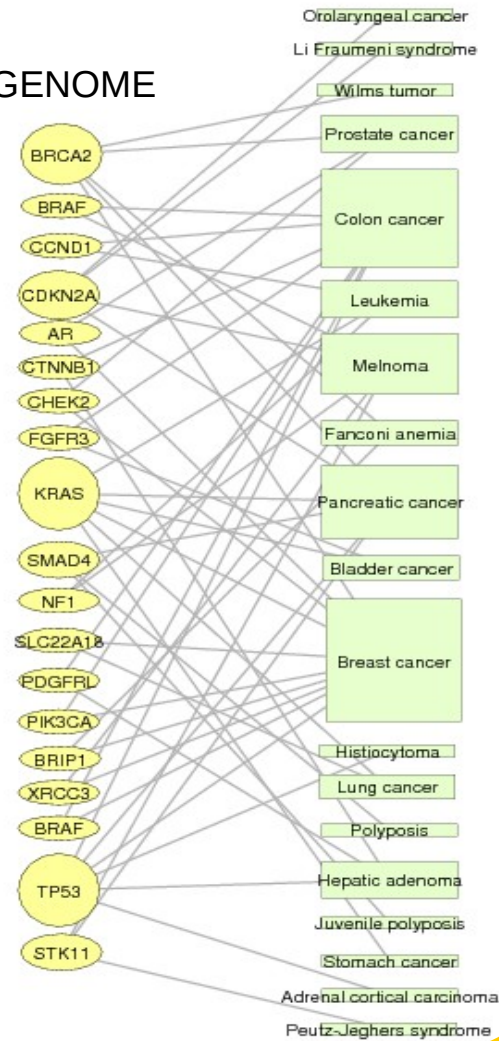 GENOME
BRCA2
BRAF
CCND1
CDKN2A
AR
CTNNB1
CHEK2
FGFR3
KRAS
SMAD4
NF1
SLC22A18
PDGFRL
PIK3CA
BRIP1
XRCC3
BRAF
TP53
STK11
Orolaryngeal cancer
Li Fraumeni syndrome
Wilms tumor
Prostate cancer
Colon cancer
Leukemia
Melnoma
Fanconi anemia
Pancreatic cancer
Bladder cancer
Breast cancer
Histiocytoma
Lung cancer
Polyposis
Hepatic adenoma
Juvenile polyposis
Stomach cancer
Adrenal cortical carcinoma
Peutz-Jeghers syndrome